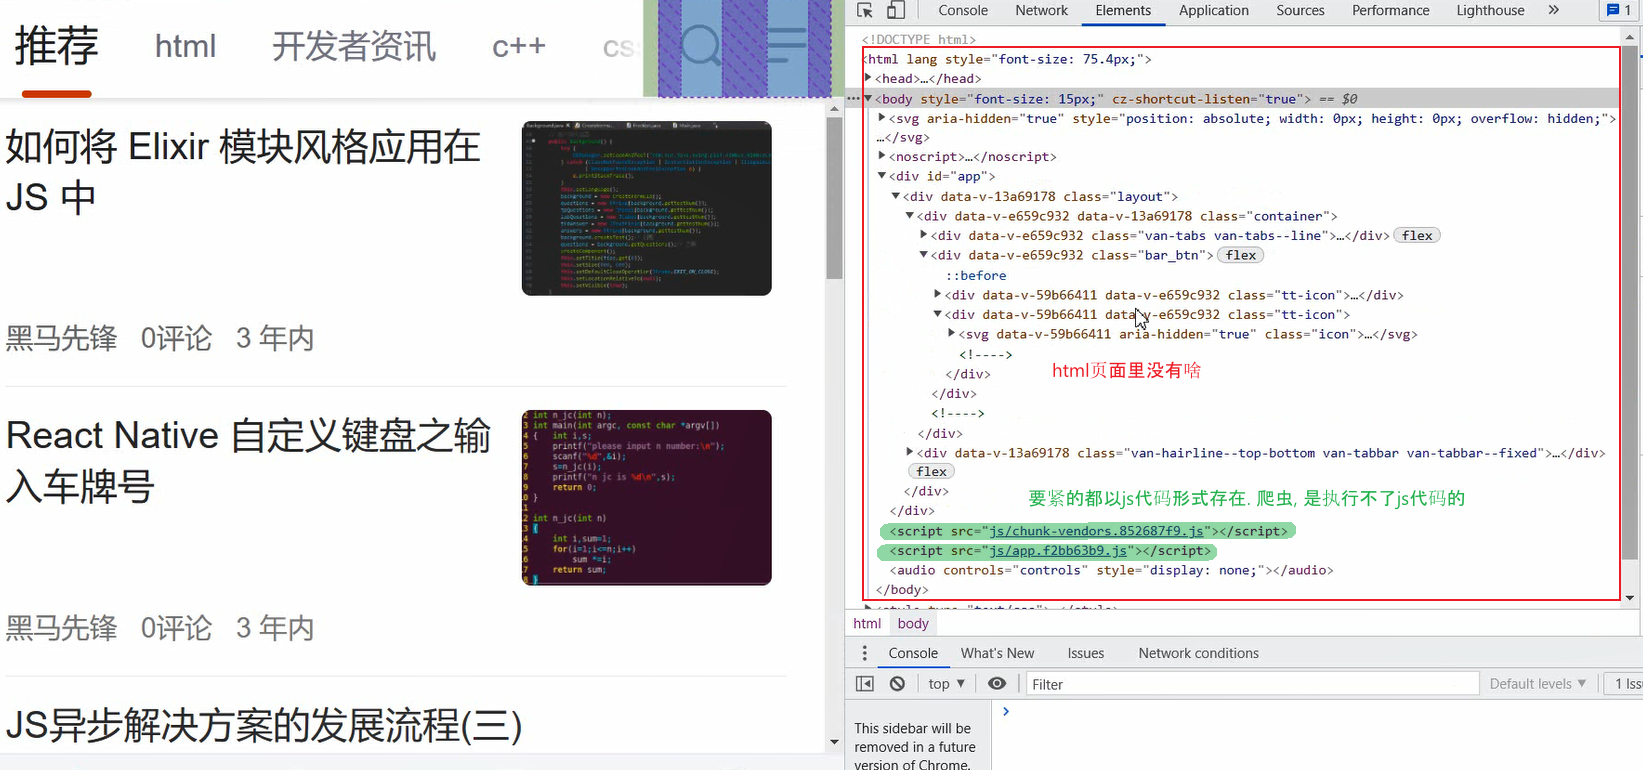 推荐 html 开发者资讯 c++ cs
如何将 Elixir 模块风格应用在
JS 中
黑马先锋 0评论 3 年内
React Native 自定义键盘之输
入车牌号
int n_jc(int n);
int main(int argc, const char *argv[])
{ int i,s;
printf("please input n number:\n");
scanf("%d",&i);
s=n_jc(i);
printf("n jc is %d\n",s);
return 0;
}
int n_jc(int n)
{
int i,sum=1;
for(i=1;i<=n;i++)
sum *=i;
return sum;
}
黑马先锋 0评论 3 年内
JS异步解决方案的发展流程(三)
Console Network Elements Application Sources Performance Lighthouse » 1
<!DOCTYPE html>
<html lang style="font-size: 75.4px;">
▶<head>…</head>
▼<body style="font-size: 15px;" cz-shortcut-listen="true"> == $0
▶<svg aria-hidden="true" style="position: absolute; width: 0px; height: 0px; overflow: hidden;">
…</svg>
▶<noscript>…</noscript>
▼<div id="app">
▼<div data-v-13a69178 class="layout">
▼<div data-v-e659c932 data-v-13a69178 class="container">
▶<div data-v-e659c932 class="van-tabs van-tabs--line">…</div> flex
▼<div data-v-e659c932 class="bar_btn"> flex
::before
▶<div data-v-59b66411 data-v-e659c932 class="tt-icon">…</div>
▼<div data-v-59b66411 data-v-e659c932 class="tt-icon">
▶<svg data-v-59b66411 aria-hidden="true" class="icon">…</svg>
<!---->
</div>
html页面里没有啥
</div>
<!---->
</div>
▶<div data-v-13a69178 class="van-hairline--top-bottom van-tabbar van-tabbar--fixed">…</div>
flex
</div>
要紧的都以js代码形式存在. 爬虫, 是执行不了js代码的
</div>
<script src="js/chunk-vendors.852687f9.js"></script>
<script src="js/app.f2bb63b9.js"></script>
<audio controls="controls" style="display: none;"></audio>
</body>
html body
Console What's New Issues Network conditions
top ▼ Filter Default levels ▼ 1 Iss
This sidebar will be
removed in a future
version of Chrome.